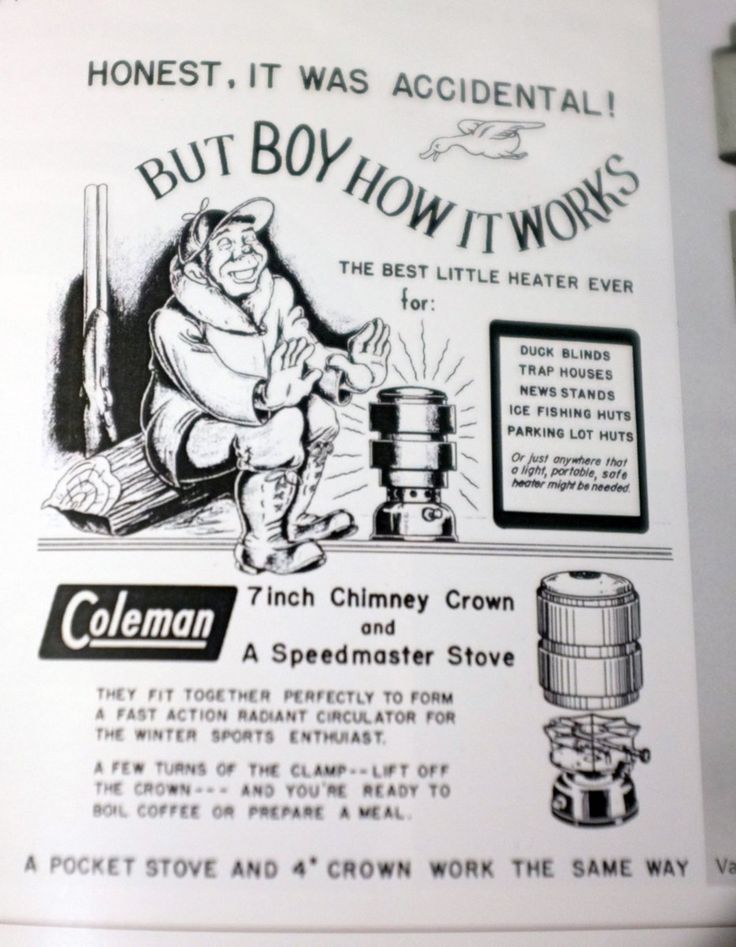 HONEST, IT WAS ACCIDENTAL!
BUT BOY HOW IT WORKS
THE BEST LITTLE HEATER EVER
for:
DUCK BLINDS
TRAP HOUSES
NEWS STANDS
ICE FISHING HUTS
PARKING LOT HUTS
Or just anywhere that
a light, portable, safe
heater might be needed.
Coleman
7 inch Chimney Crown
and
A Speedmaster Stove
THEY FIT TOGETHER PERFECTLY TO FORM
A FAST ACTION RADIANT CIRCULATOR FOR
THE WINTER SPORTS ENTHUIAST.
A FEW TURNS OF THE CLAMP--LIFT OFF
THE CROWN--- AND YOU'RE READY TO
BOIL COFFEE OR PREPARE A MEAL.
A POCKET STOVE AND 4" CROWN WORK THE SAME WAY
Va